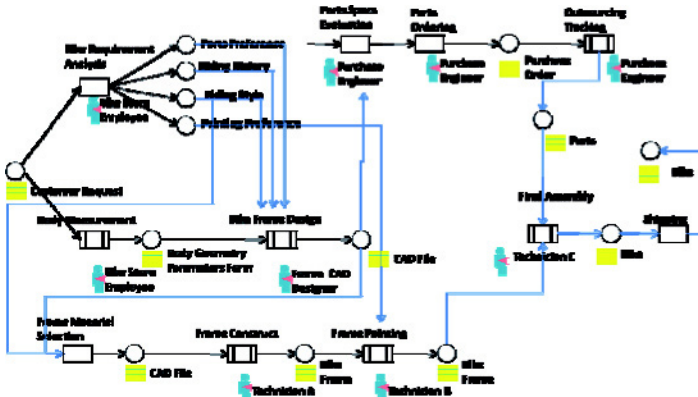 Parts Specs
Evaluation
Parts
Ordering
Outsourcing
Tracking
Bike Requirement
Analysis
Parts Preference
Riding History
Riding Style
Painting Preference
Bike Store
Employee
Purchase
Engineer
Purchase
Engineer
Purchase
Order
Purchase
Engineer
Parts
Customer Request
Bike
Final Assembly
Shipping
Body Measurement
Bike Frame Design
Body Geometry
Parameters Form
CAD File
Technician C
Bike
Bike Store
Employee
Frame CAD
Designer
Frame Material
Selection
Frame Construct
Frame Painting
CAD File
Bike
Frame
Bike
Frame
Technician A
Technician B